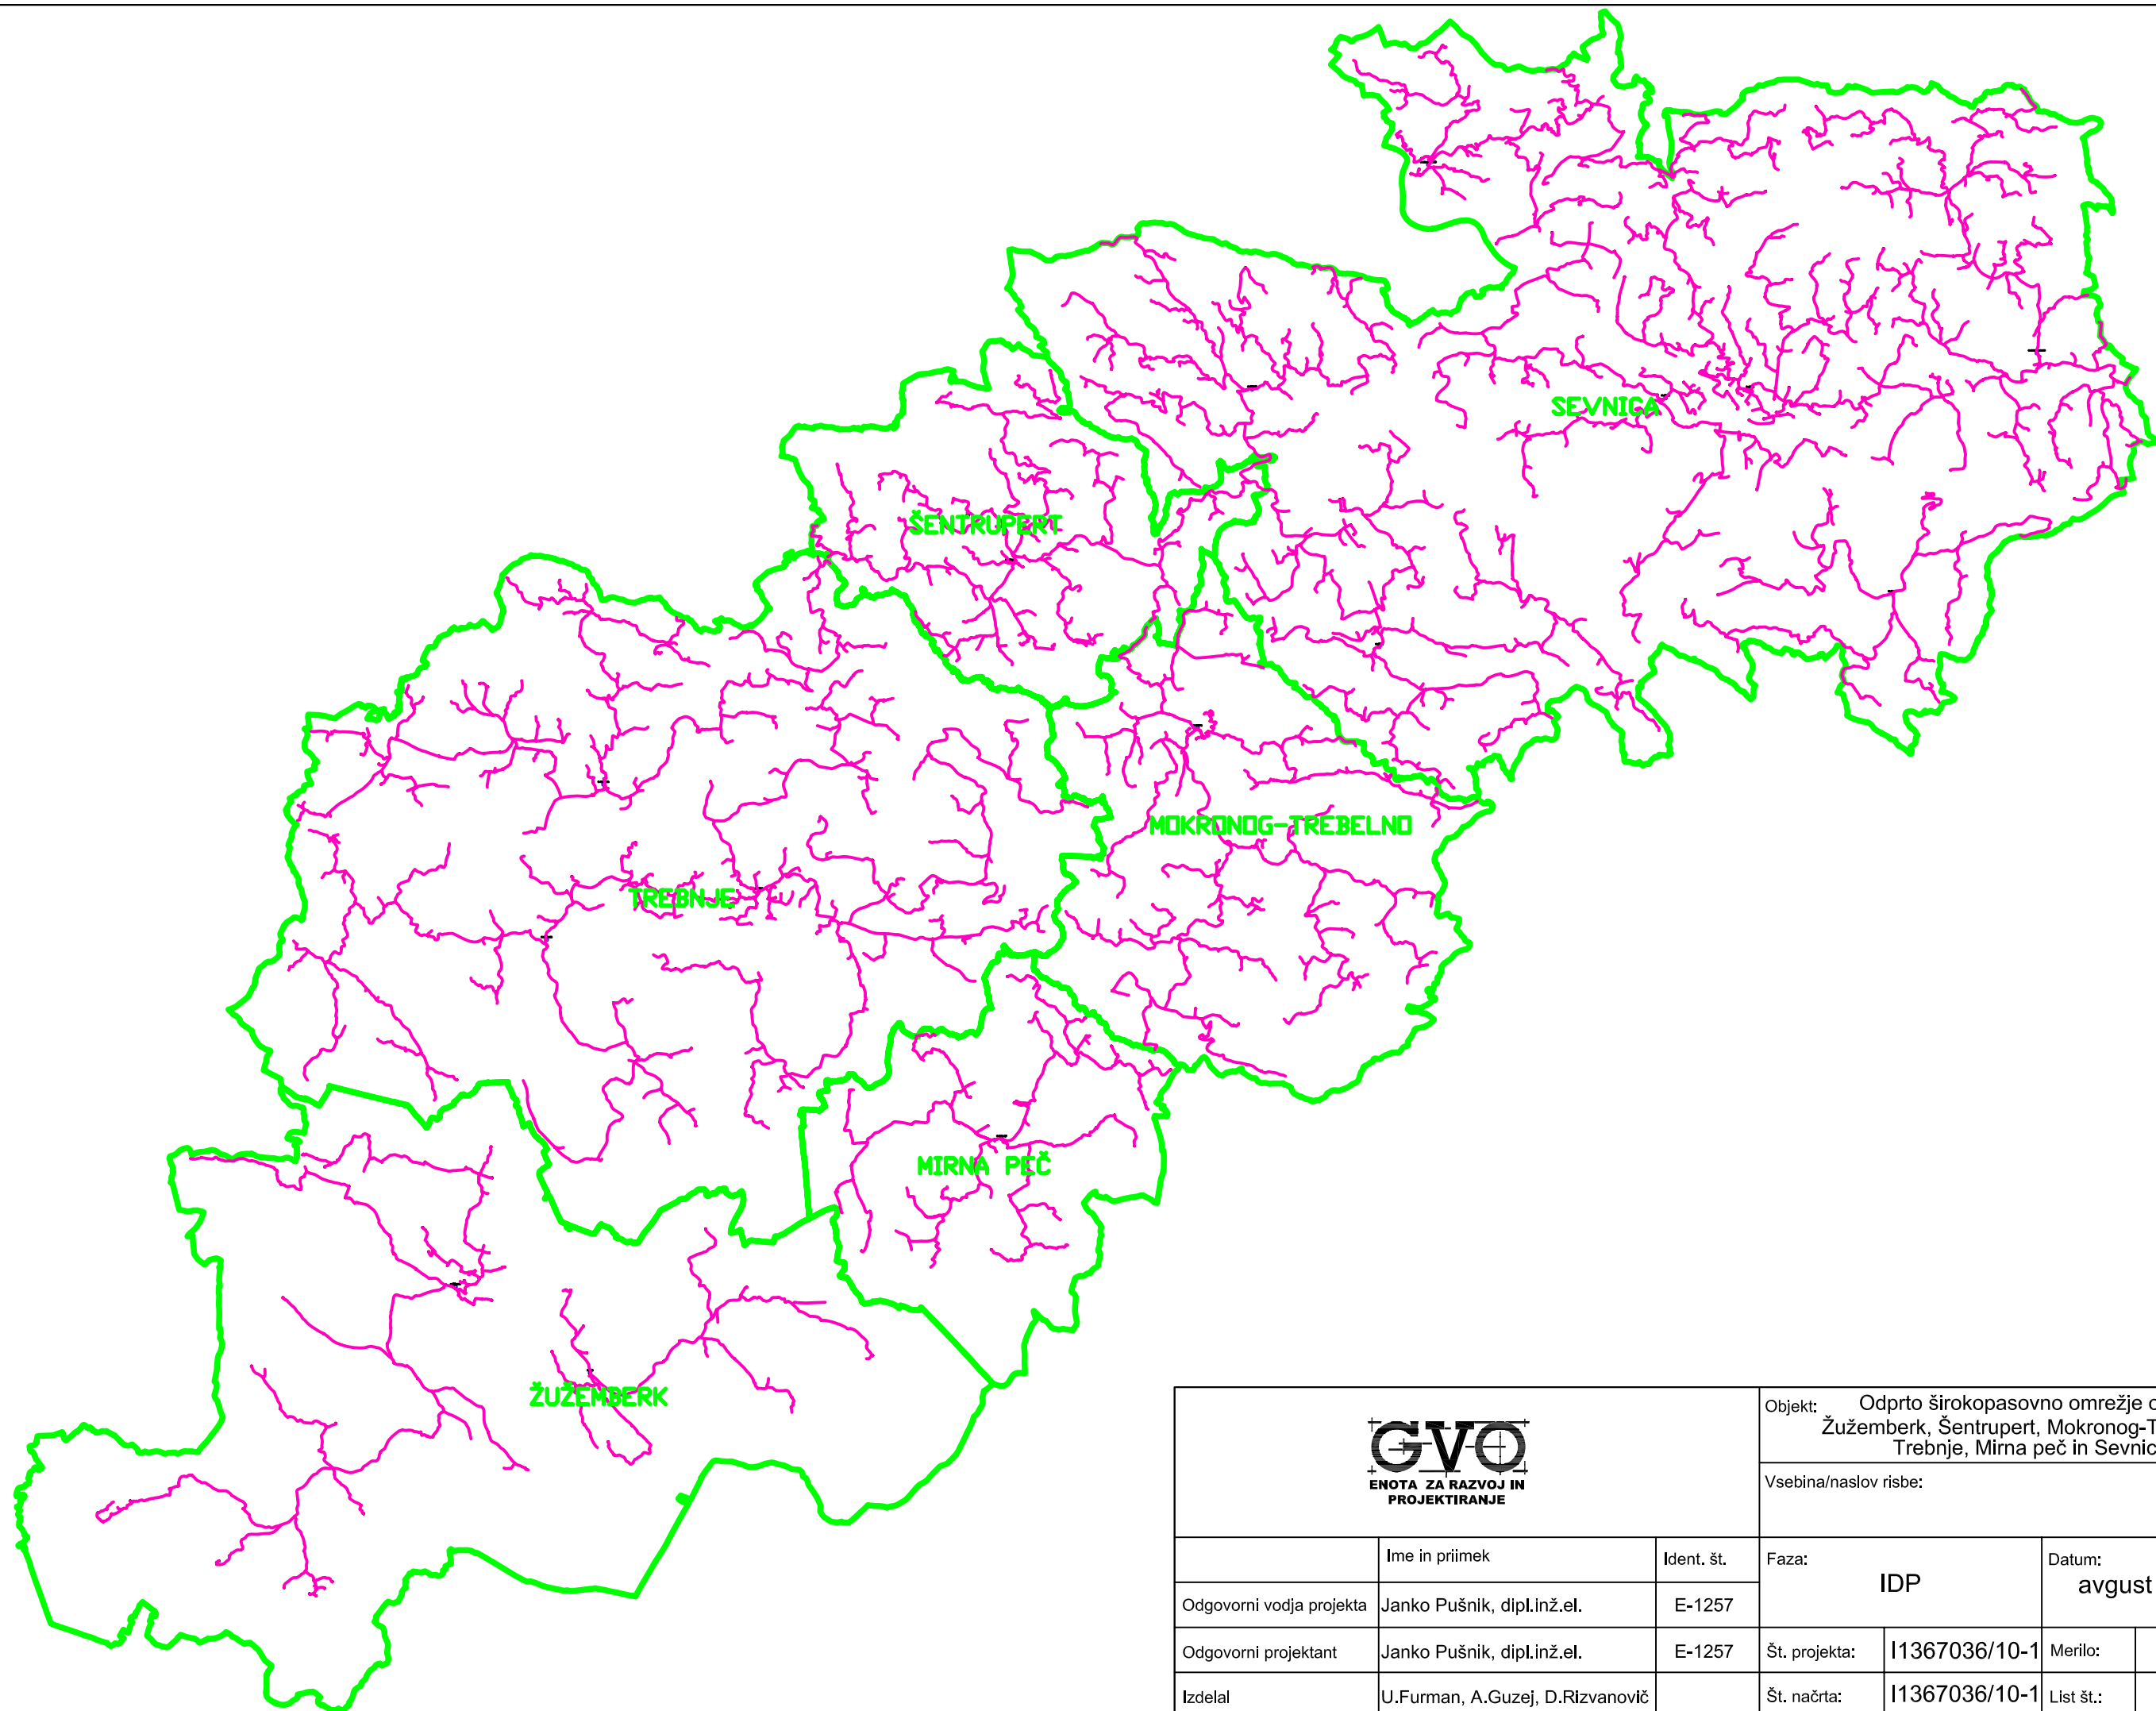 SEVNICA
ŠENTRUPERT
MOKRONOG-TREBELNO
TREBNJE
MIRNA PEČ
ŽUŽEMBERK
GVO
ENOTA ZA RAZVOJ IN
PROJEKTIRANJE
Objekt: Odprto širokopasovno omrežje
Žužemberk, Šentrupert, Mokronog-T
Trebnje, Mirna peč in Sevnic
Vsebina/naslov risbe:
Ime in priimek
Ident. št.
Faza:
IDP
Datum:
avgust
Odgovorni vodja projekta
Janko Pušnik, dipl.inž.el.
E-1257
Odgovorni projektant
Janko Pušnik, dipl.inž.el.
E-1257
Št. projekta:
I1367036/10-1
Merilo:
Izdelal
U.Furman, A.Guzej, D.Rizvanovič
Št. načrta:
I1367036/10-1
List št.: